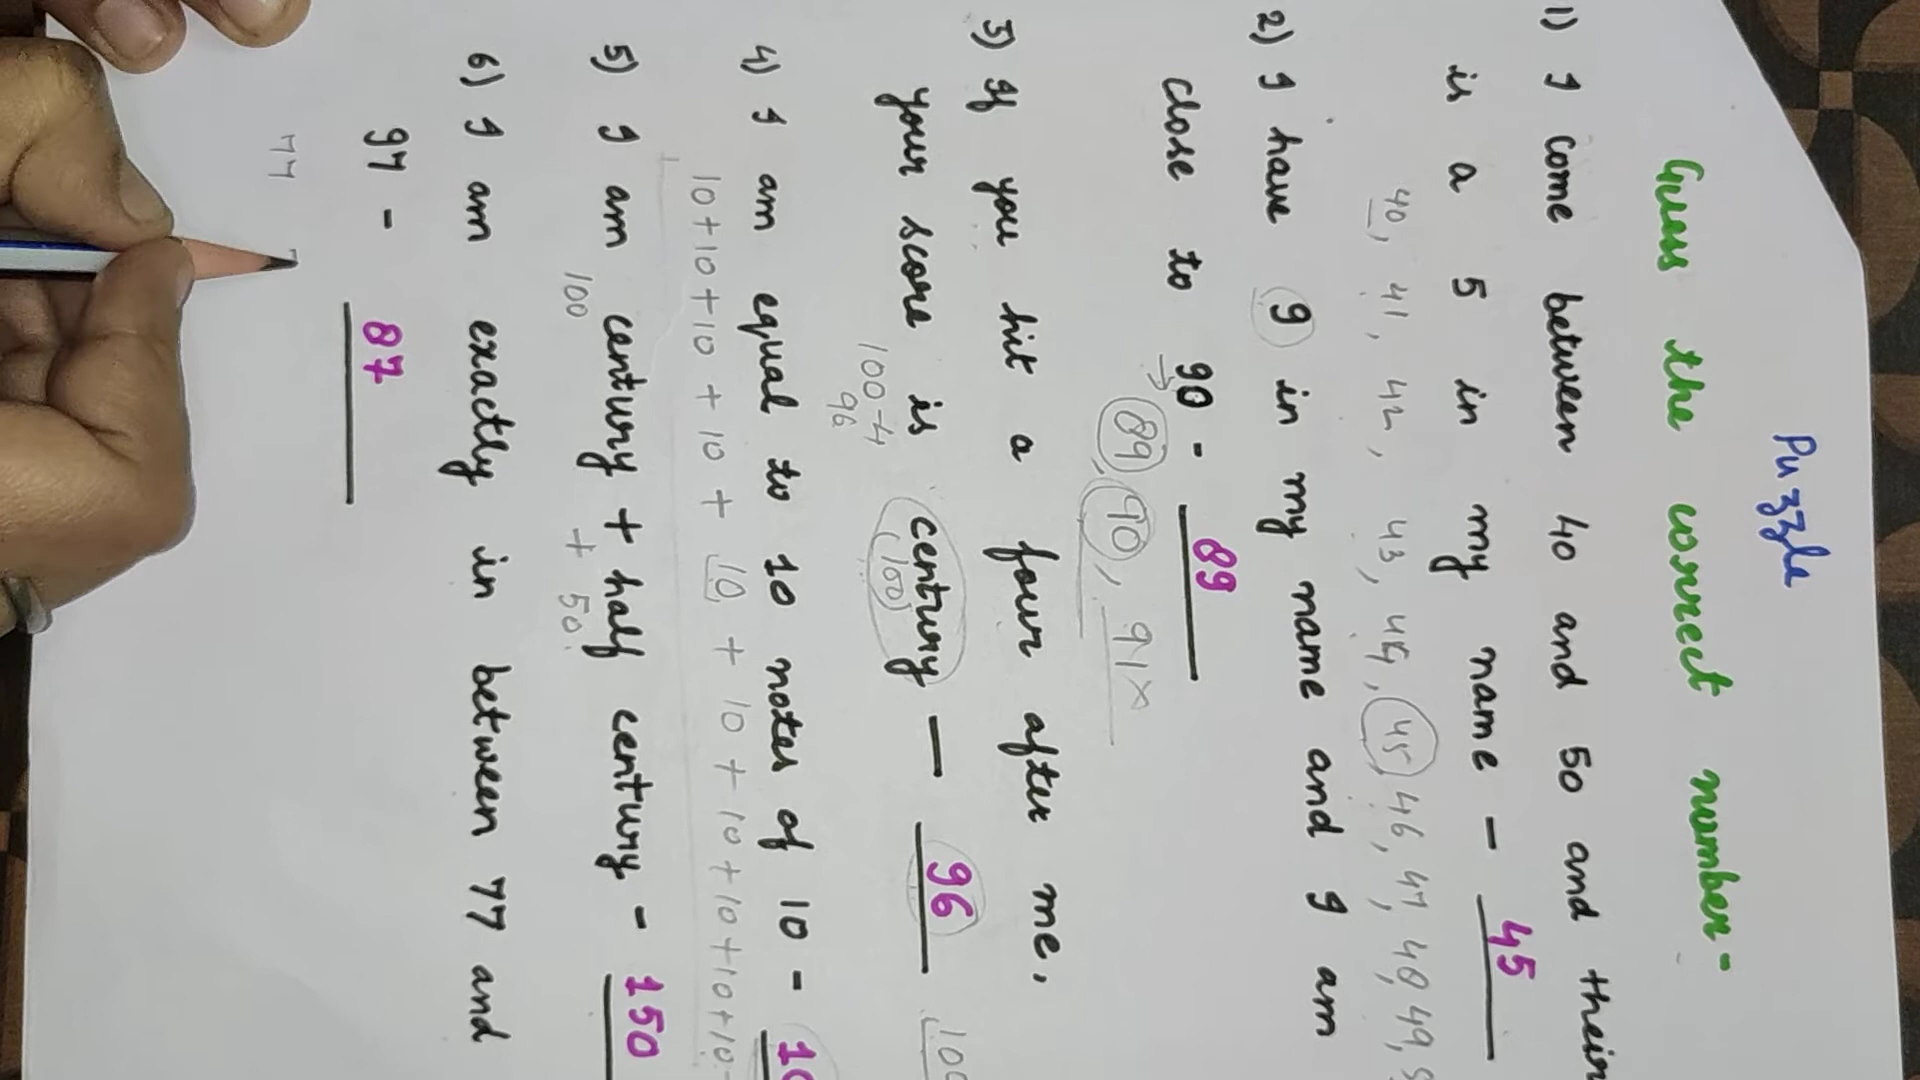 Puzzle
Guess the correct number-
1) I come between 40 and 50 and their
is a 5 in my name - 45
40, 41, 42, 43, 44, 45, 46, 47, 48, 49,
2) I have 9 in my name and I am
close to 90 - 89
89, 90, 91 ×
3) If you hit a four after me,
your score is century - 96
100-4
96
(100)
100
4) I am equal to 10 notes of 10 -
10+10+10+10+10+10+10+10+10+10
5) I am century + half century - 150
100 + 50
6) I am exactly in between 77 and
97 - 87
77